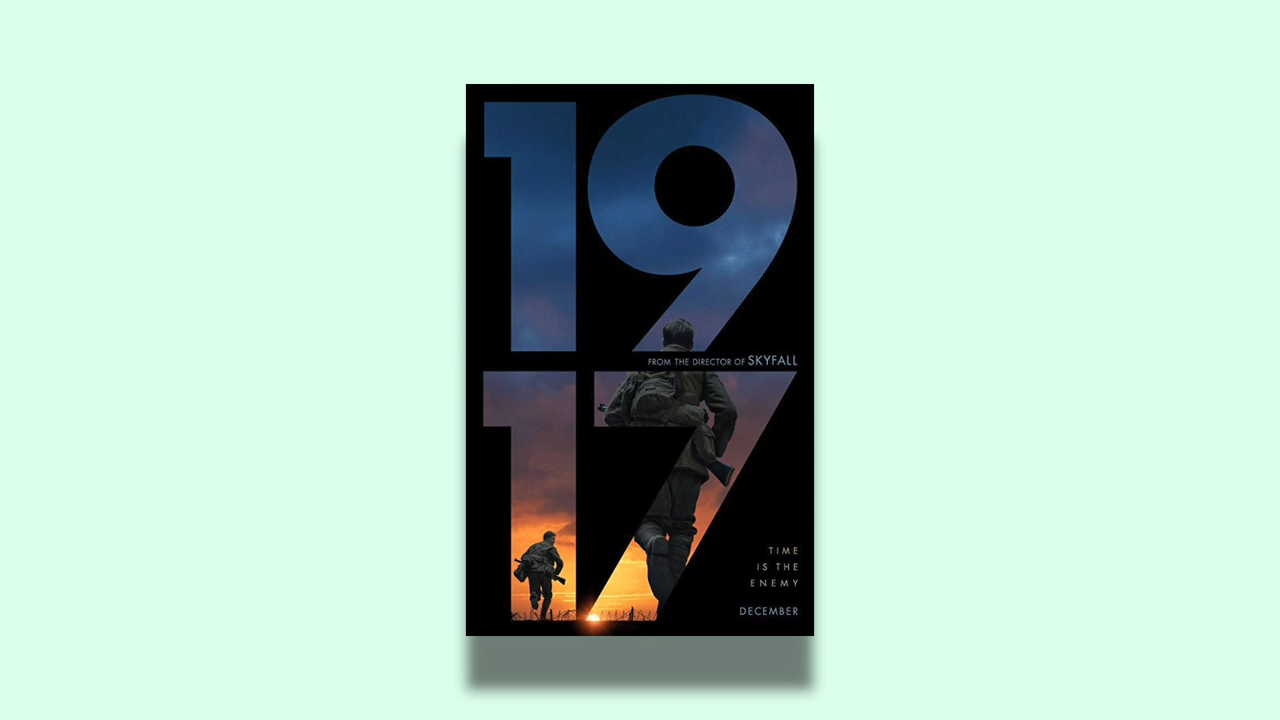 19
FROM THE DIRECTOR OF SKYFALL
17
TIME
IS THE
ENEMY
DECEMBER